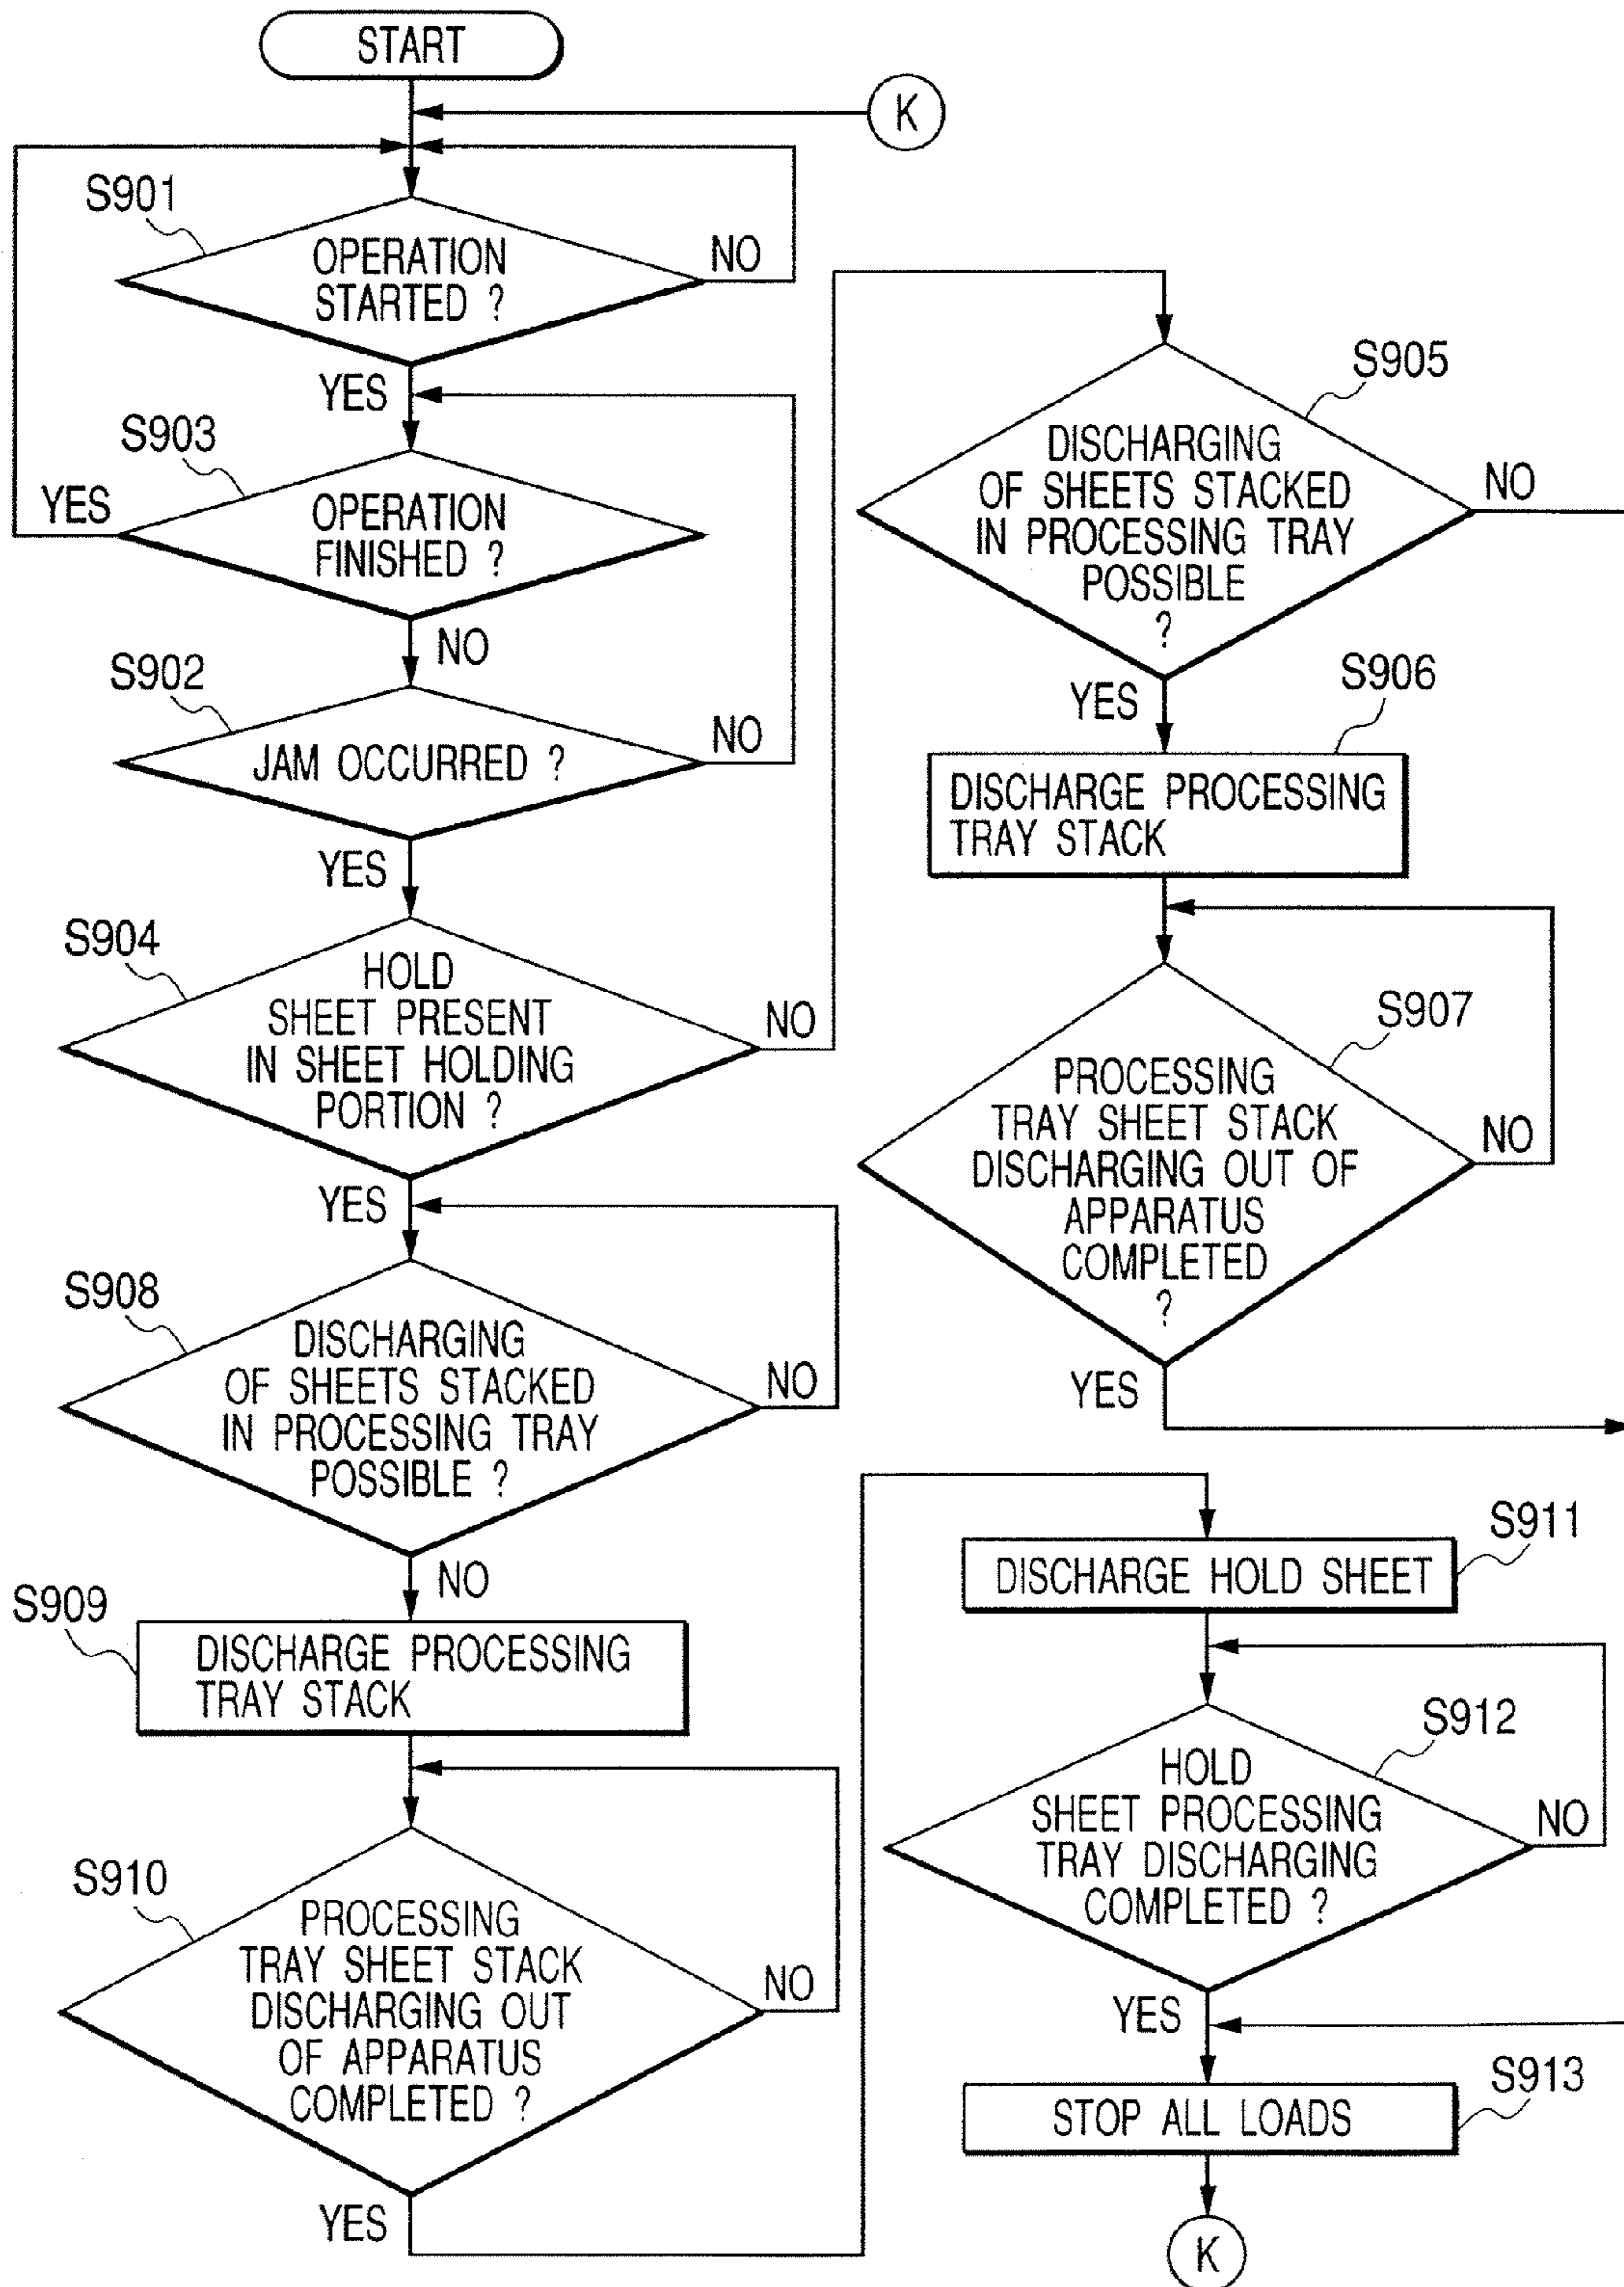 START
K
S901
OPERATION
STARTED ?
NO
YES
S903
OPERATION
FINISHED ?
YES
NO
S902
JAM OCCURRED ?
NO
YES
S904
HOLD
SHEET PRESENT
IN SHEET HOLDING
PORTION ?
NO
YES
S908
DISCHARGING
OF SHEETS STACKED
IN PROCESSING TRAY
POSSIBLE ?
NO
NO
S909
DISCHARGE PROCESSING
TRAY STACK
S910
PROCESSING
TRAY SHEET STACK
DISCHARGING OUT
OF APPARATUS
COMPLETED ?
NO
YES
S905
DISCHARGING
OF SHEETS STACKED
IN PROCESSING TRAY
POSSIBLE
?
NO
YES
S906
DISCHARGE PROCESSING
TRAY STACK
S907
PROCESSING
TRAY SHEET STACK
DISCHARGING OUT OF
APPARATUS
COMPLETED
?
NO
YES
S911
DISCHARGE HOLD SHEET
S912
HOLD
SHEET PROCESSING
TRAY DISCHARGING
COMPLETED ?
NO
YES
S913
STOP ALL LOADS
K